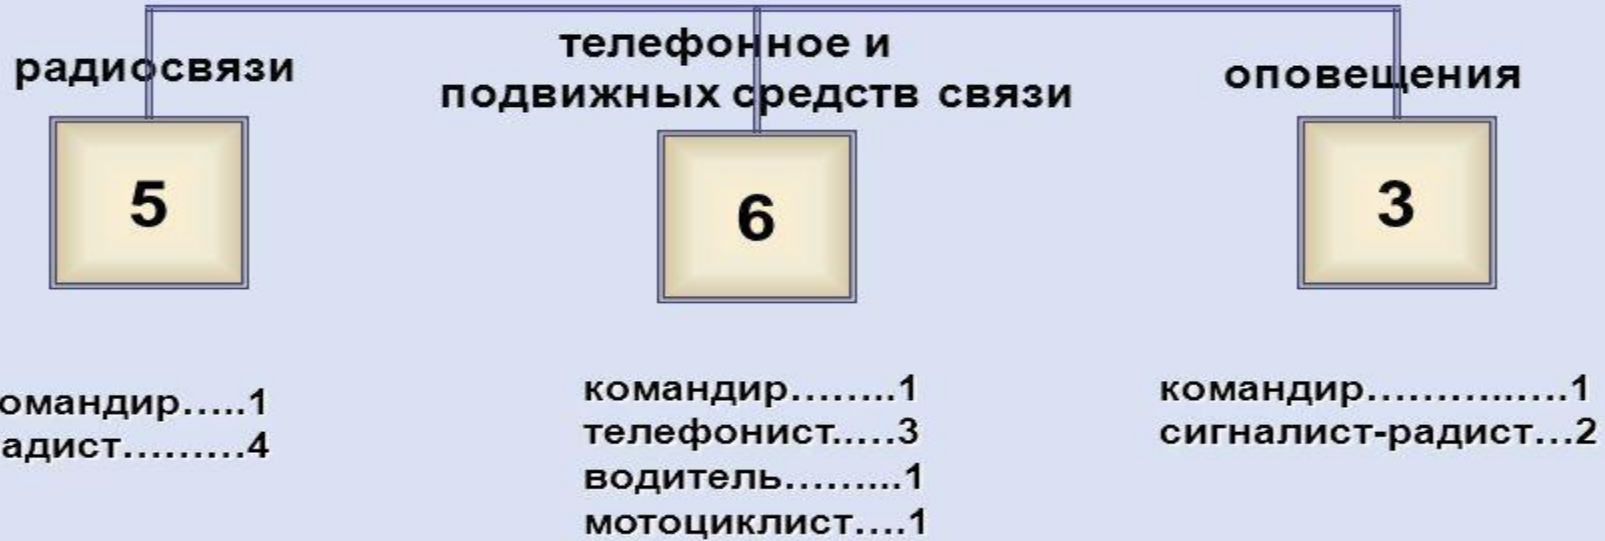 радиосвязи
5
омандир…..1
адист………4
телефонное и
подвижных средств связи
6
командир……..1
телефонист..…3
водитель……...1
мотоциклист….1
оповещения
3
командир………..….1
сигналист-радист…2